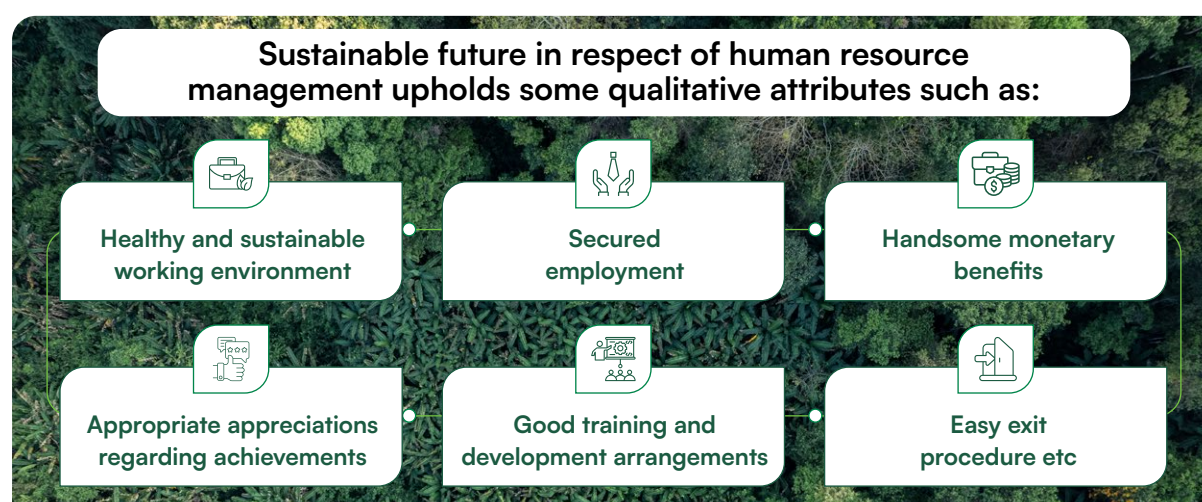 Sustainable future in respect of human resource
management upholds some qualitative attributes such as:
Healthy and sustainable
working environment
Secured
employment
Handsome monetary
benefits
Appropriate appreciations
regarding achievements
Good training and
development arrangements
Easy exit
procedure etc